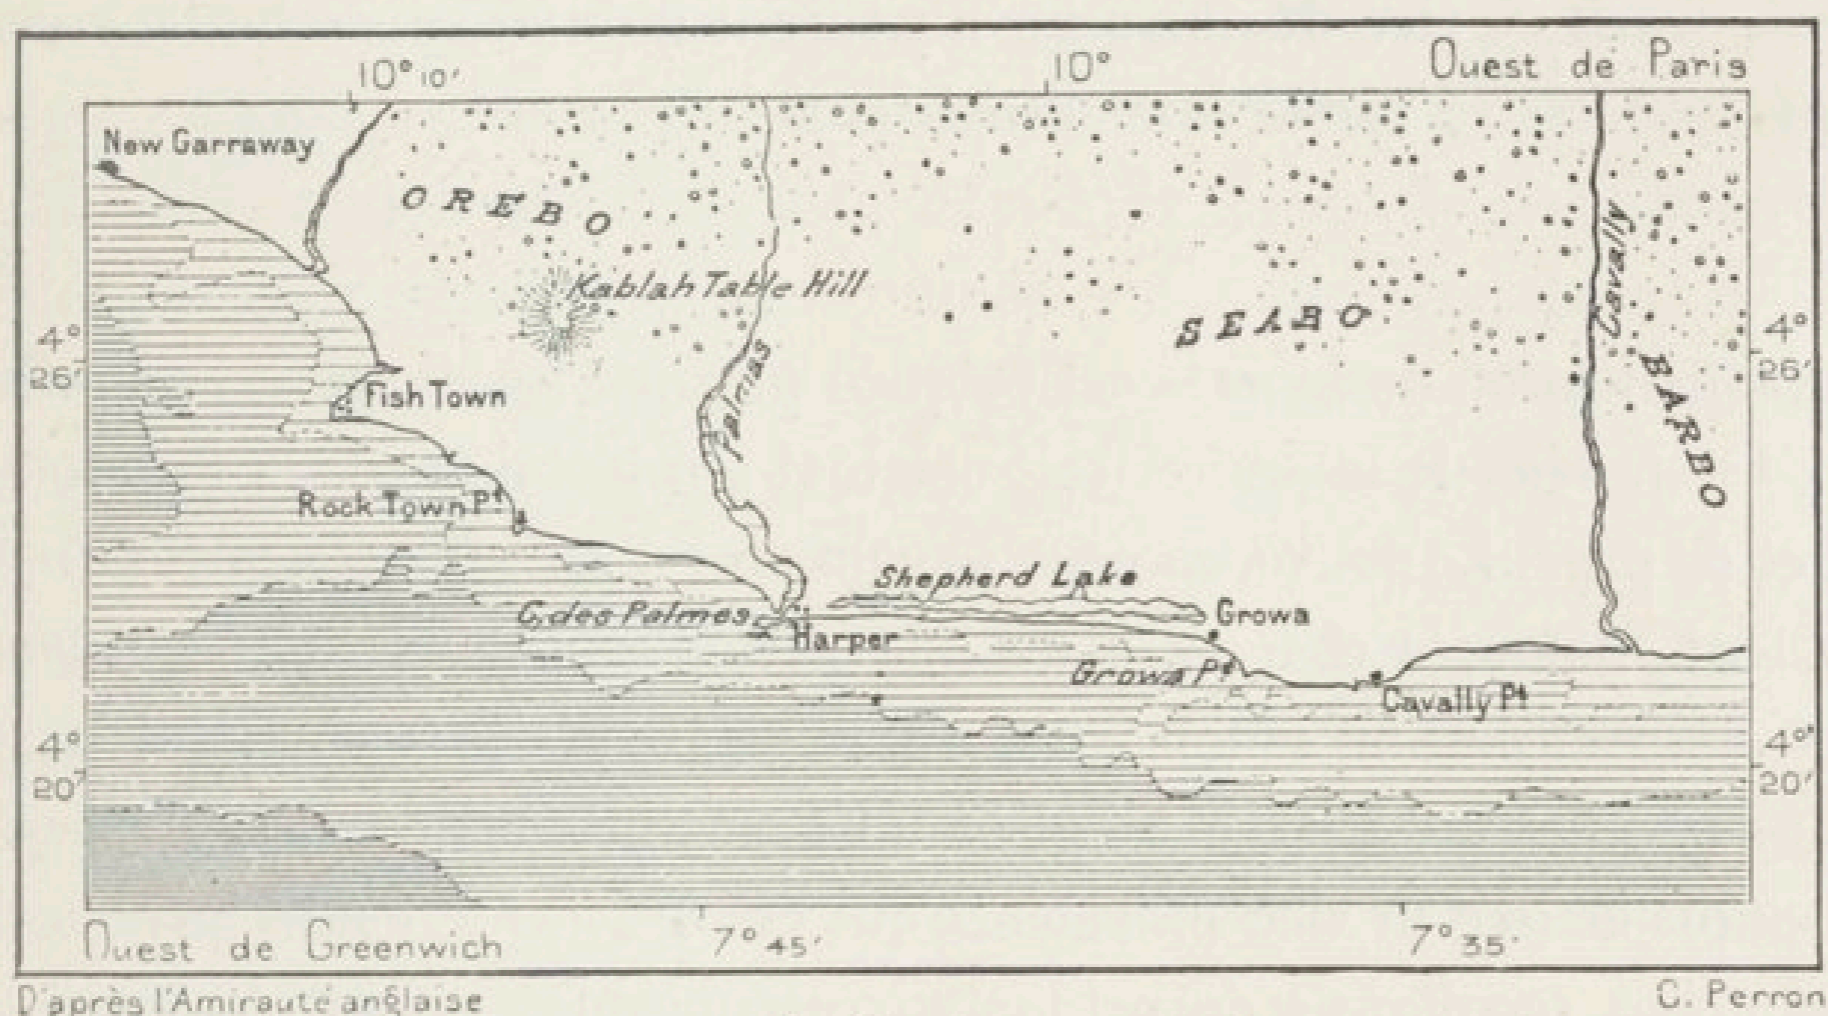 10° 10′
10°
Ouest de Paris
New Garraway
OREBO
Kablah Table Hill
Cavally
SEABO
4°
26′
4°
26′
BARBO
Fish Town
Palmas
Rock Town Pt
Shepherd Lake
C. des Palmes
Harper
Growa
Growa Pt
Cavally Pt
4°
20′
4°
20′
Ouest de Greenwich
7° 45′
7° 35′
D'après l'Amirauté anglaise
C. Perron